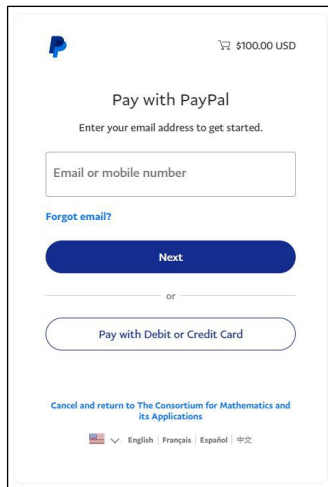 $100.00 USD
Pay with PayPal
Enter your email address to get started.
Email or mobile number
Forgot email?
Next
or
Pay with Debit or Credit Card
Cancel and return to The Consortium for Mathematics and
its Applications
English | Français | Español | 中文